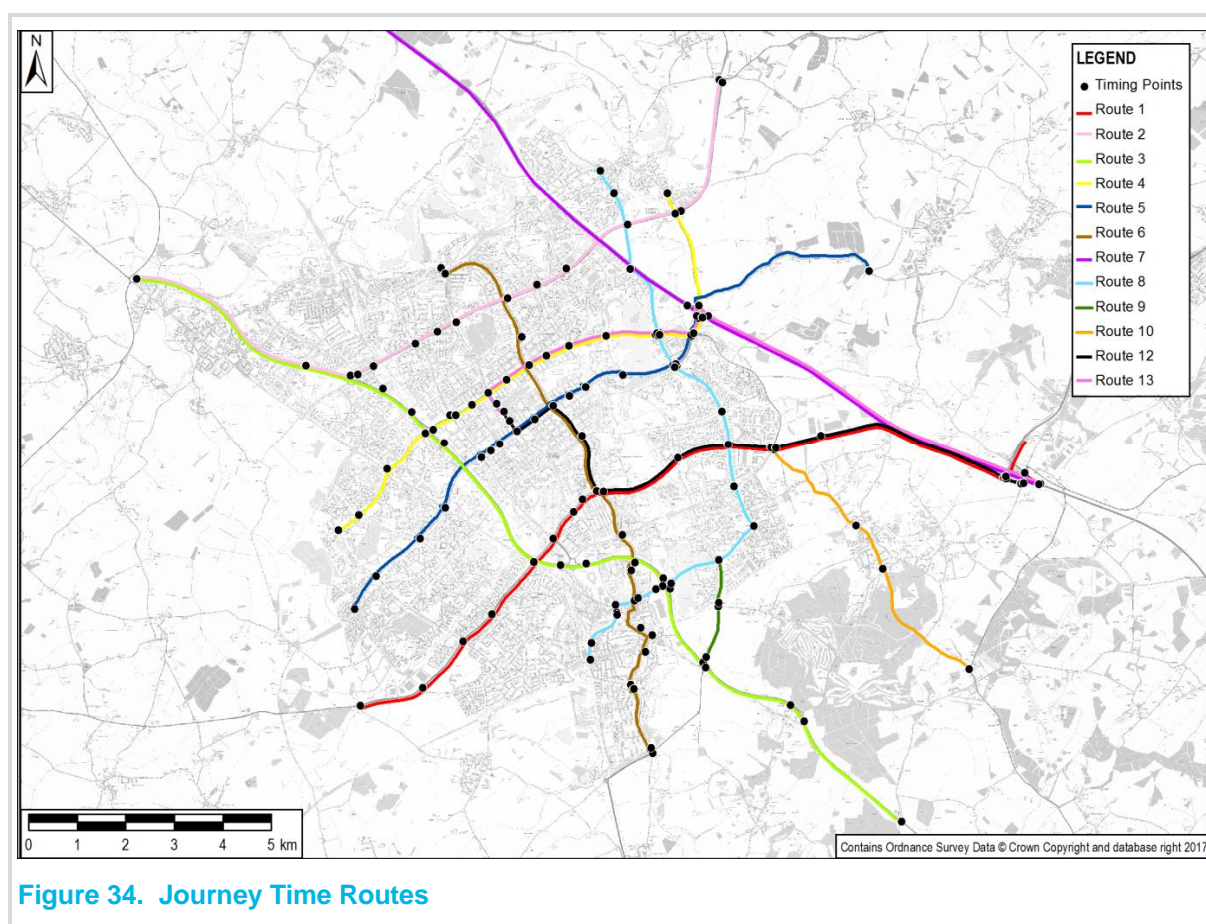 N
LEGEND
Timing Points
Route 1
Route 2
Route 3
Route 4
Route 5
Route 6
Route 7
Route 8
Route 9
Route 10
Route 12
Route 13
0 1 2 3 4 5 km
Contains Ordnance Survey Data © Crown Copyright and database right 2017
Figure 34. Journey Time Routes